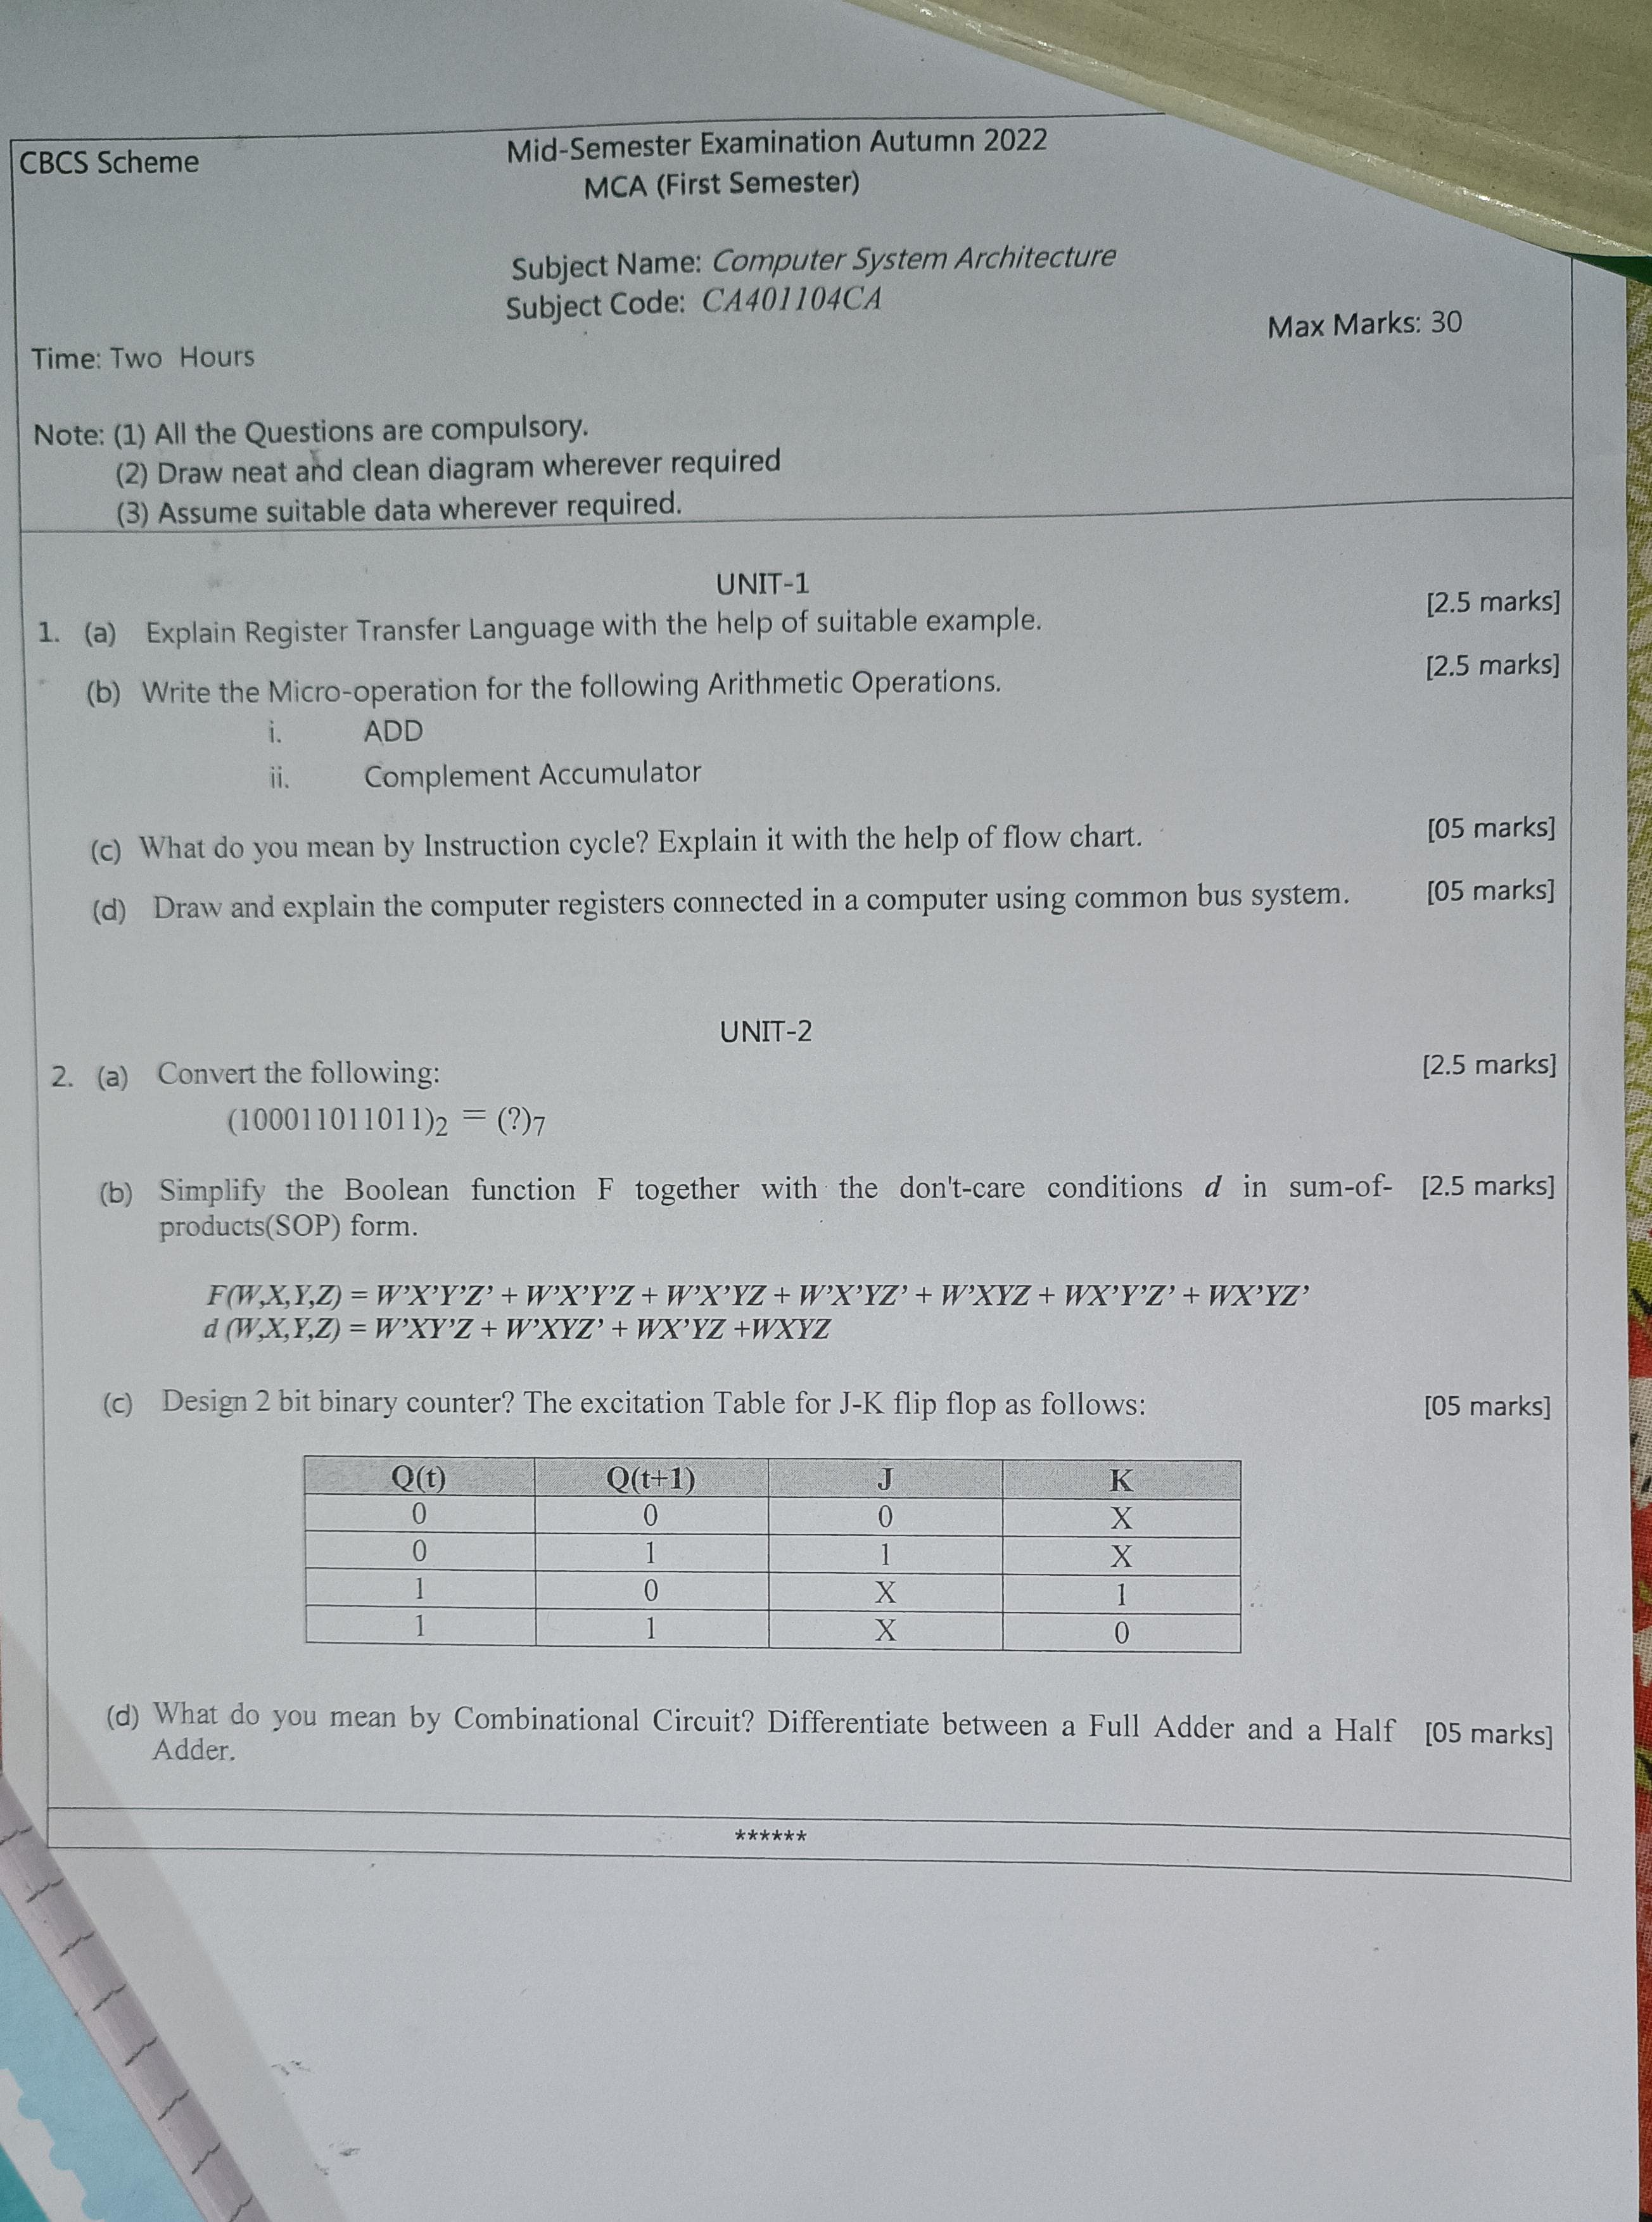 CBCS Scheme
Mid-Semester Examination Autumn 2022
MCA (First Semester)
Subject Name: Computer System Architecture
Subject Code: CA401104CA
Max Marks: 30
Time: Two Hours
Note: (1) All the Questions are compulsory.
(2) Draw neat and clean diagram wherever required
(3) Assume suitable data wherever required.
UNIT-1
1. (a) Explain Register Transfer Language with the help of suitable example. [2.5 marks]
(b) Write the Micro-operation for the following Arithmetic Operations. [2.5 marks]
i. ADD
ii. Complement Accumulator
(c) What do you mean by Instruction cycle? Explain it with the help of flow chart. [05 marks]
(d) Draw and explain the computer registers connected in a computer using common bus system. [05 marks]
UNIT-2
2. (a) Convert the following: [2.5 marks]
(100011011011)2 = (?)7
(b) Simplify the Boolean function F together with the don't-care conditions d in sum-of- [2.5 marks]
products(SOP) form.
F(W,X,Y,Z) = W’X’Y’Z’ + W’X’Y’Z + W’X’YZ + W’X’YZ’ + W’XYZ + WX’Y’Z’ + WX’YZ’
d (W,X,Y,Z) = W’XY’Z + W’XYZ’ + WX’YZ +WXYZ
(c) Design 2 bit binary counter? The excitation Table for J-K flip flop as follows: [05 marks]
Q(t) Q(t+1) J K
0 0 0 X
0 1 1 X
1 0 X 1
1 1 X 0
(d) What do you mean by Combinational Circuit? Differentiate between a Full Adder and a Half [05 marks]
Adder.
******